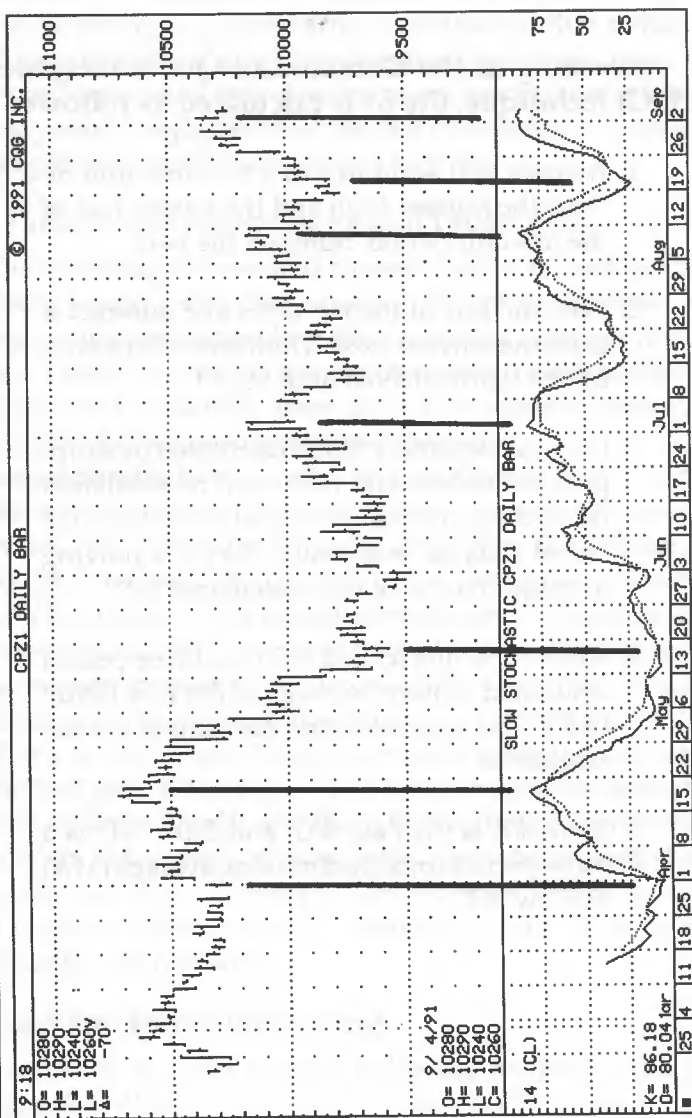 9:18
CPZ1 DAILY BAR
© 1991 CQG INC.
O= 10280
H= 10290
L= 10240
L= 10260v
Δ= -70
11000
10500
10000
9500
9/ 4/91
O= 10280
H= 10290
L= 10240
C= 10260
SLOW STOCHASTIC CPZ1 DAILY BAR
14 (CL)
75
50
25
K= 86.18
D= 80.04
Apr
May
Jun
Jul
Aug
Sep
25
4
11
18
25
1
8
15
22
29
6
13
20
27
3
10
17
24
1
8
15
22
29
5
12
19
26
2